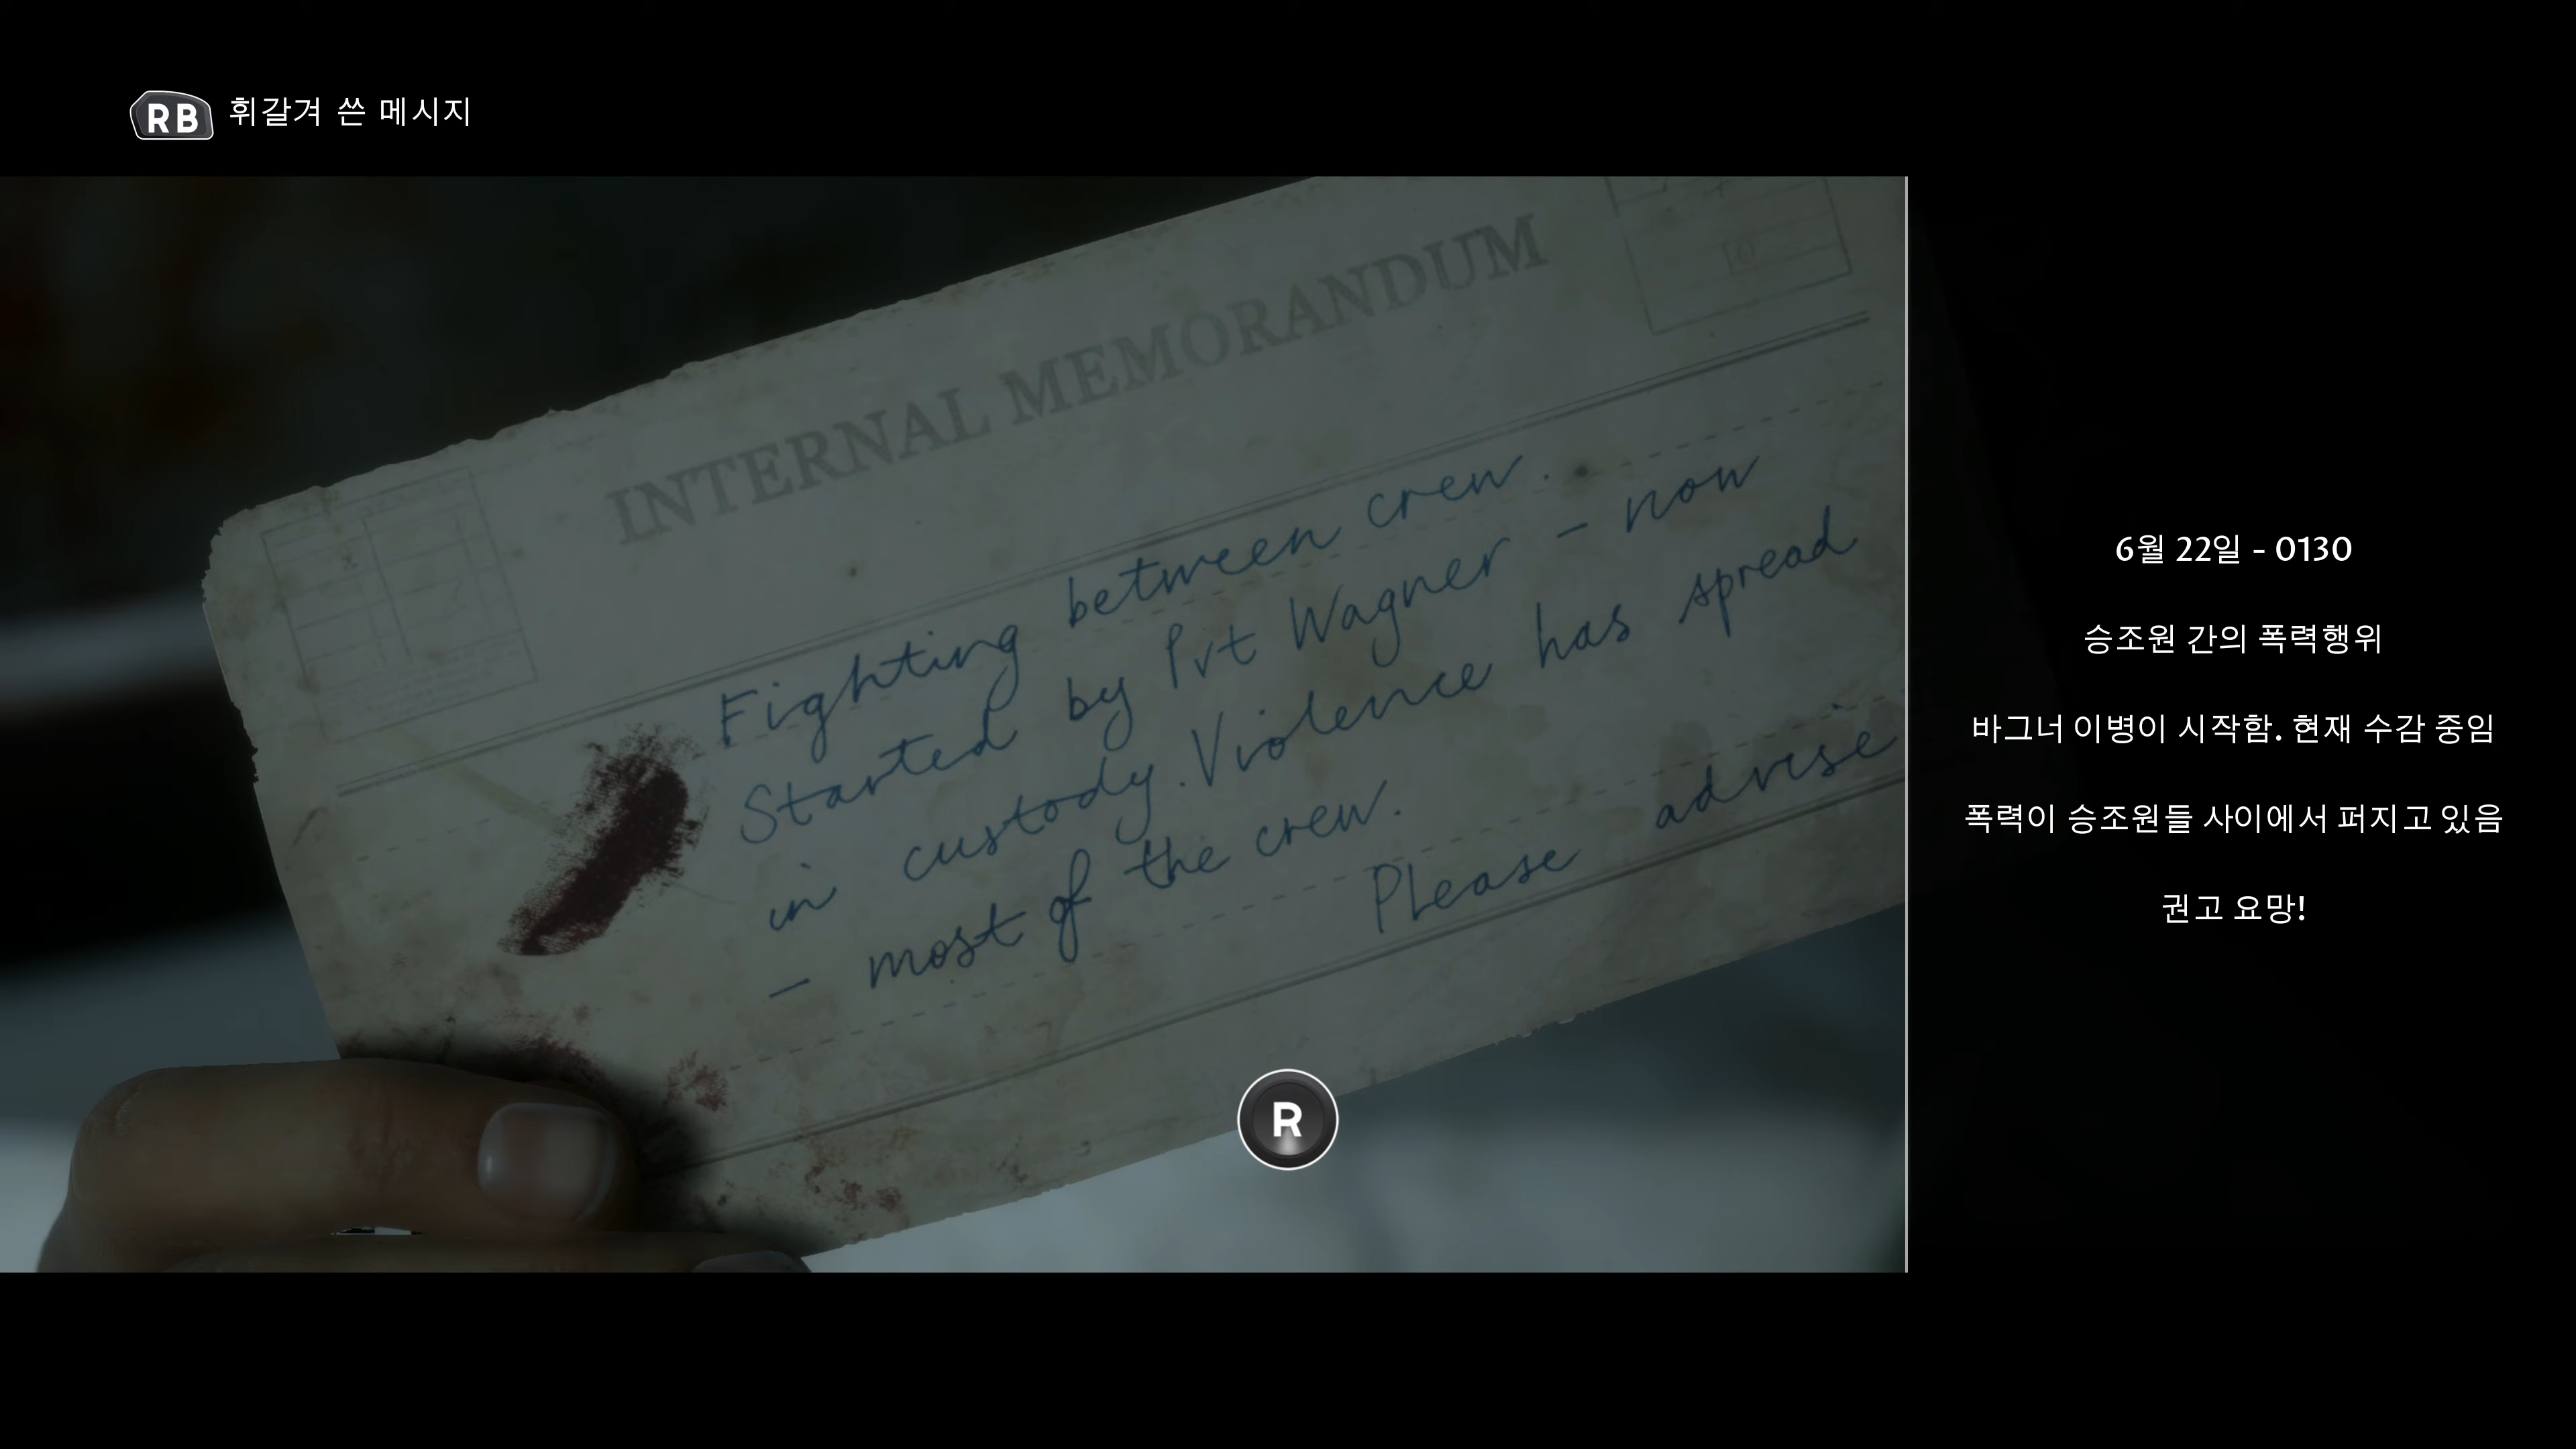 RB 휘갈겨 쓴 메시지
INTERNAL MEMORANDUM
Fighting between crew.
Started by Pvt Wagner - now
in custody. Violence has spread
- most of the crew.
Please advise
R
6월 22일 - 0130
승조원 간의 폭력행위
바그너 이병이 시작함. 현재 수감 중임
폭력이 승조원들 사이에서 퍼지고 있음
권고 요망!